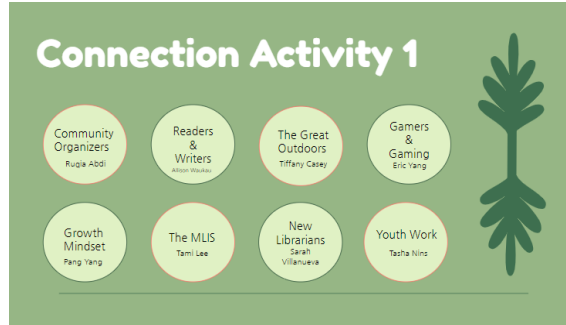 Connection Activity 1
Community
Organizers
Rugia Abdi
Readers
&
Writers
Allison Waukau
The Great
Outdoors
Tiffany Casey
Gamers
&
Gaming
Eric Yang
Growth
Mindset
Pang Yang
The MLIS
Tami Lee
New
Librarians
Sarah
Villanueva
Youth Work
Tasha Nins